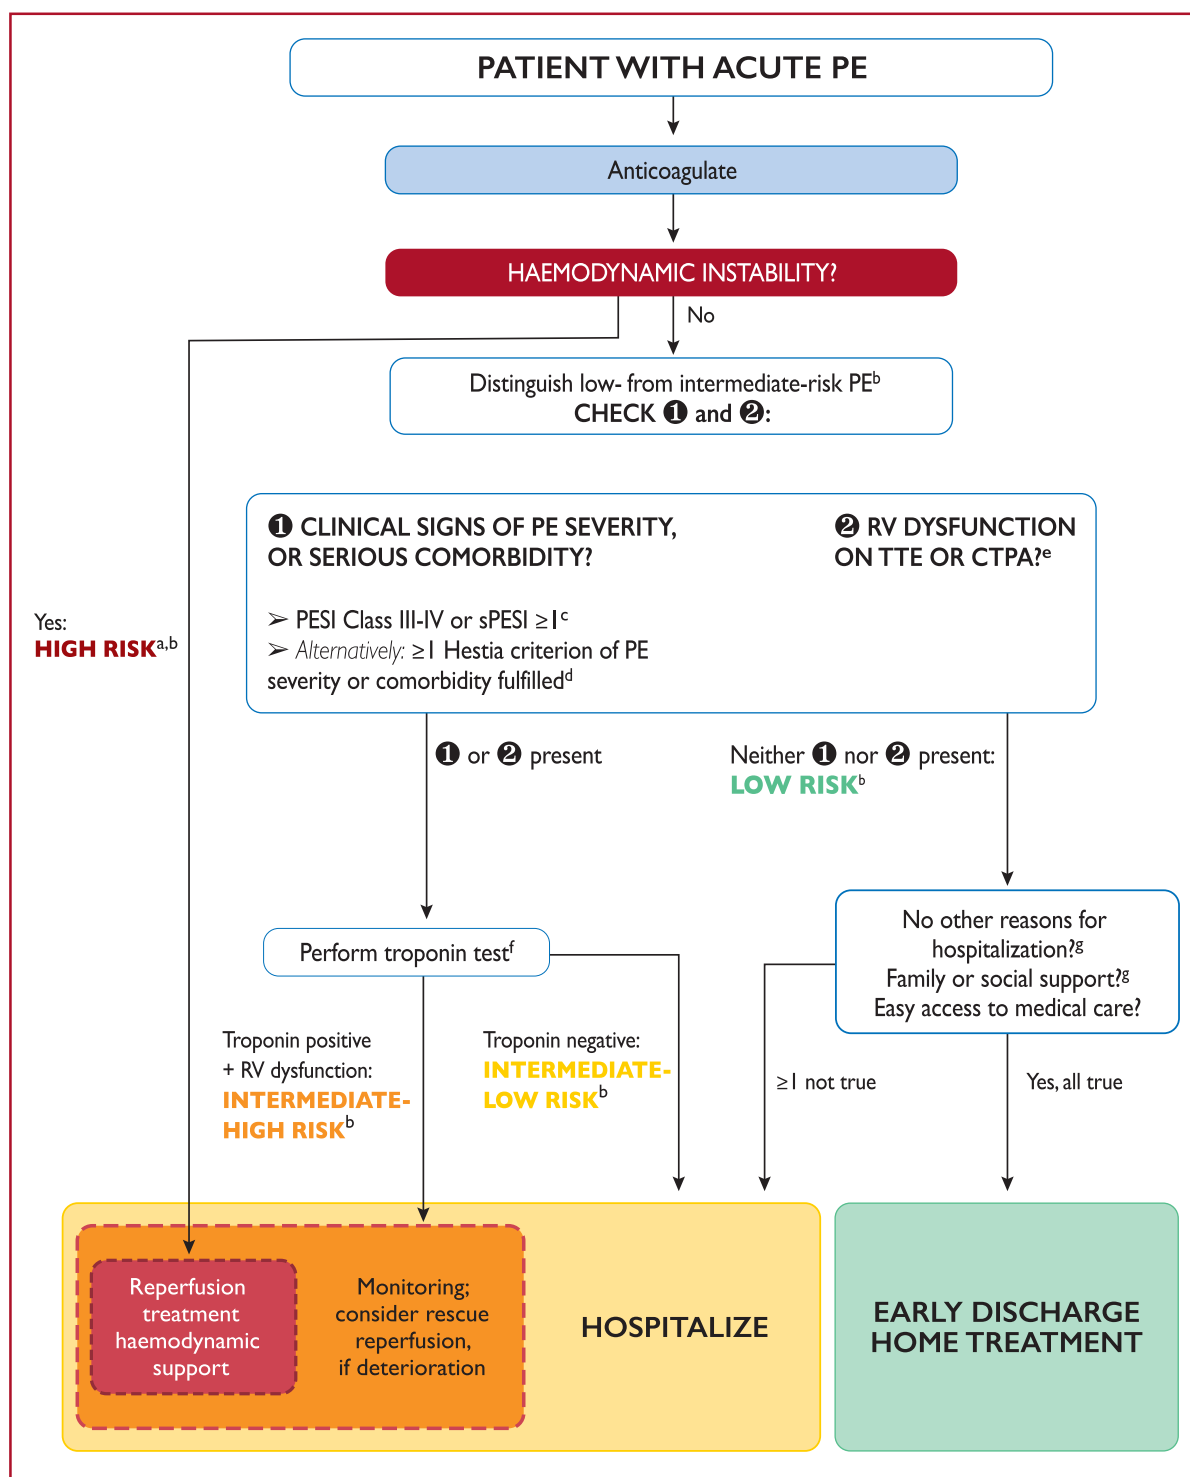 PATIENT WITH ACUTE PE
Anticoagulate
HAEMODYNAMIC INSTABILITY?
No
Distinguish low- from intermediate-risk PEᵇ
CHECK ❶ and ❷:
❶ CLINICAL SIGNS OF PE SEVERITY,
OR SERIOUS COMORBIDITY?
➢ PESI Class III-IV or sPESI ≥1ᶜ
➢ Alternatively: ≥1 Hestia criterion of PE
severity or comorbidity fulfilledᵈ
❷ RV DYSFUNCTION
ON TTE OR CTPA?ᵉ
Yes:
HIGH RISKᵃ,ᵇ
❶ or ❷ present
Neither ❶ nor ❷ present:
LOW RISKᵇ
Perform troponin testᶠ
No other reasons for
hospitalization?ᵍ
Family or social support?ᵍ
Easy access to medical care?
Troponin positive
+ RV dysfunction:
INTERMEDIATE-
HIGH RISKᵇ
Troponin negative:
INTERMEDIATE-
LOW RISKᵇ
≥1 not true
Yes, all true
Reperfusion
treatment
haemodynamic
support
Monitoring;
consider rescue
reperfusion,
if deterioration
HOSPITALIZE
EARLY DISCHARGE
HOME TREATMENT